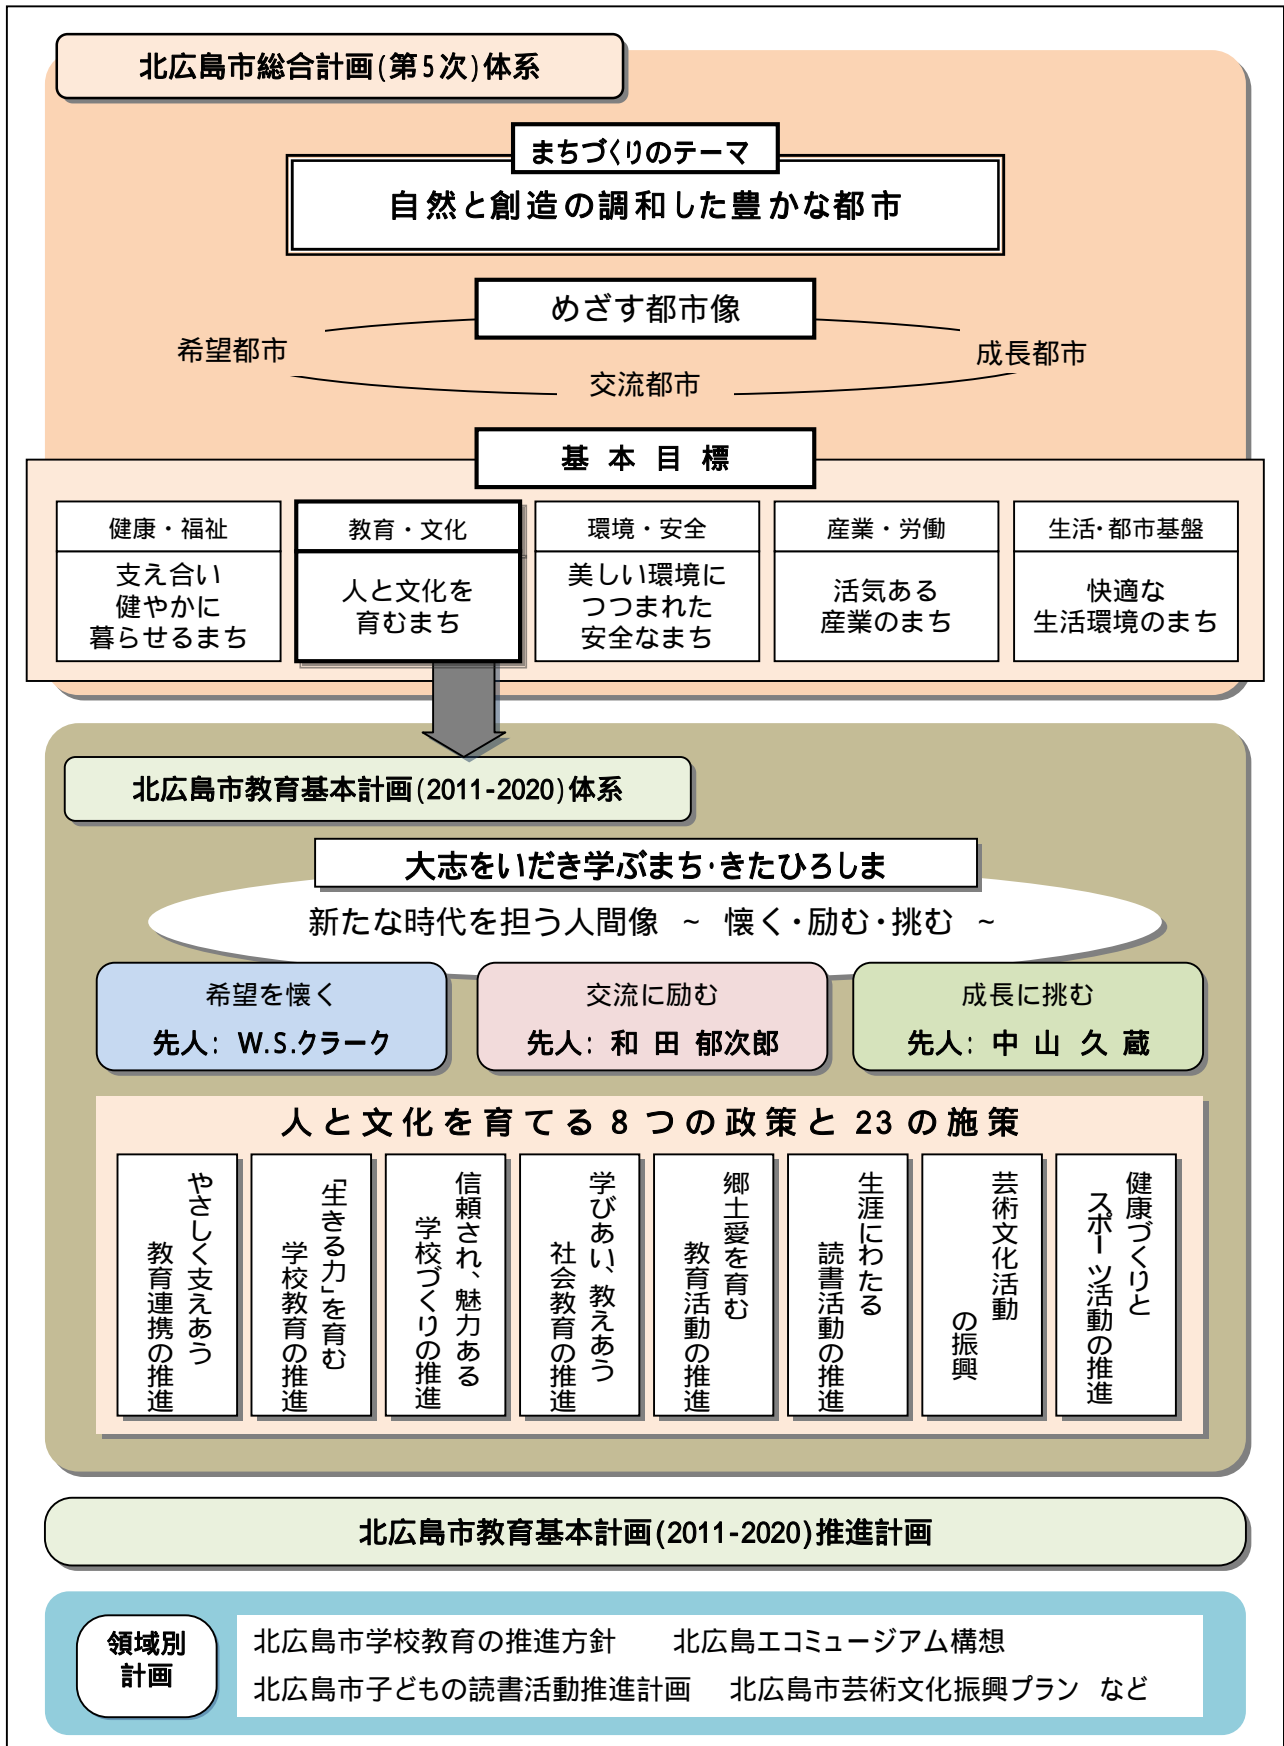 北広島市総合計画(第5次)体系
まちづくりのテーマ
自然と創造の調和した豊かな都市
めざす都市像
希望都市
成長都市
交流都市
基本目標
健康・福祉
支え合い
健やかに
暮らせるまち
教育・文化
人と文化を
育むまち
環境・安全
美しい環境に
つつまれた
安全なまち
産業・労働
活気ある
産業のまち
生活・都市基盤
快適な
生活環境のまち
北広島市教育基本計画(2011-2020)体系
大志をいだき学ぶまち・きたひろしま
新たな時代を担う人間像 ~ 懐く・励む・挑む ~
希望を懐く
先人: W.S.クラーク
交流に励む
先人: 和田 郁次郎
成長に挑む
先人: 中山 久蔵
人と文化を育てる8つの政策と23の施策
やさしく支えあう
教育連携の推進
「生きる力」を育む
学校教育の推進
信頼され、魅力ある
学校づくりの推進
学びあい、教えあう
社会教育の推進
郷土愛を育む
教育活動の推進
生涯にわたる
読書活動の推進
芸術文化活動
の振興
健康づくりと
スポーツ活動の推進
北広島市教育基本計画(2011-2020)推進計画
領域別
計画
北広島市学校教育の推進方針 北広島エコミュージアム構想
北広島市子どもの読書活動推進計画 北広島市芸術文化振興プラン など